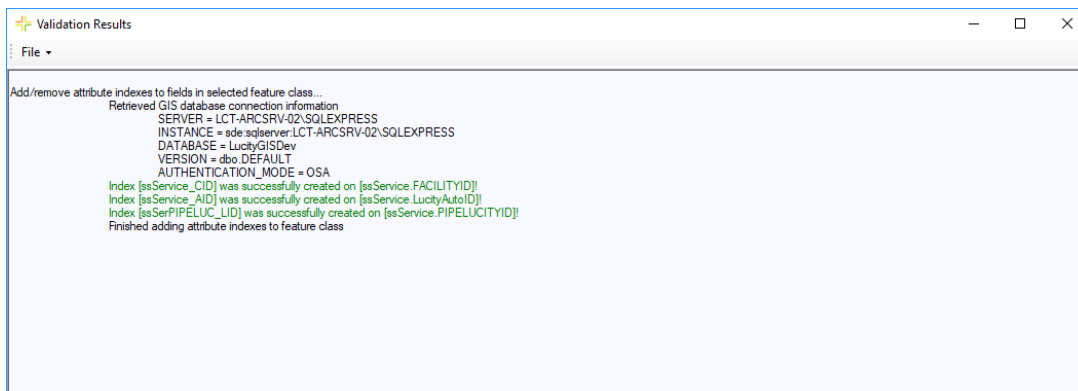 Validation Results
File
Add/remove attribute indexes to fields in selected feature class...
Retrieved GIS database connection information
SERVER = LCT-ARCSRV-02\SQLEXPRESS
INSTANCE = sde:sqlserver:LCT-ARCSRV-02\SQLEXPRESS
DATABASE = LucityGISDev
VERSION = dbo.DEFAULT
AUTHENTICATION_MODE = OSA
Index [ssService_CID] was successfully created on [ssService.FACILITYID]!
Index [ssService_AID] was successfully created on [ssService.LucityAutoID]!
Index [ssSerPIPELUC_LID] was successfully created on [ssService.PIPELUCITYID]!
Finished adding attribute indexes to feature class